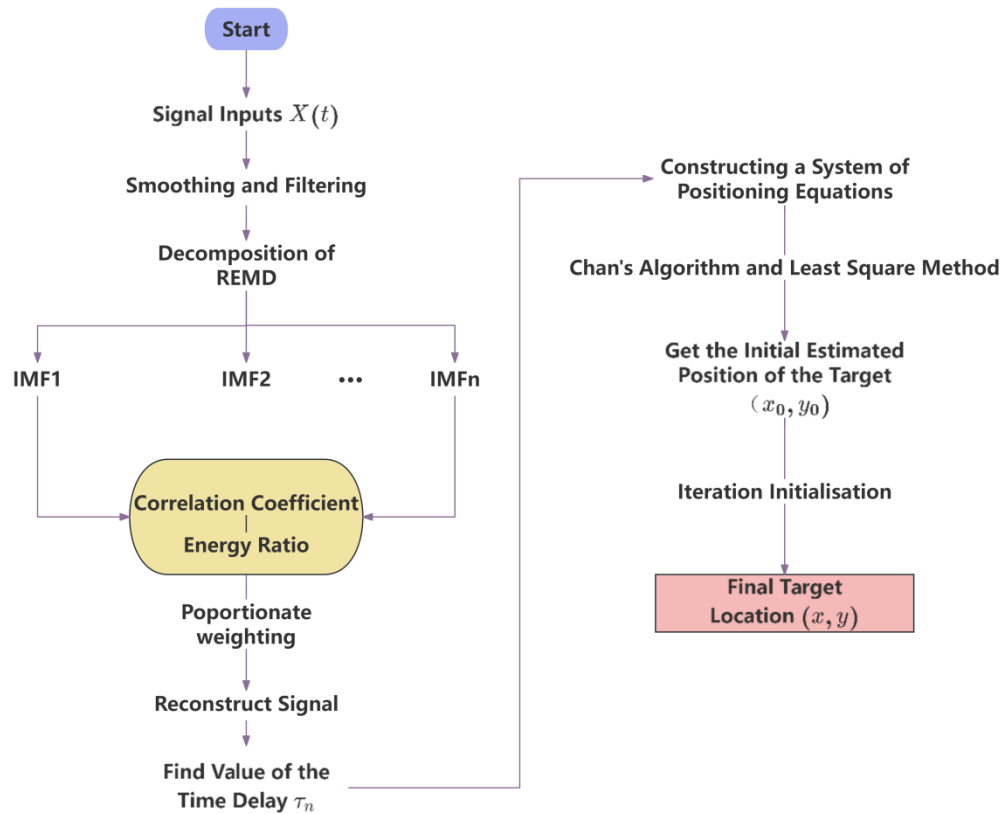 Start
Signal Inputs X(t)
Smoothing and Filtering
Decomposition of
REMD
IMF1
IMF2
•••
IMFn
Correlation Coefficient
Energy Ratio
Poportionate
weighting
Reconstruct Signal
Find Value of the
Time Delay τₙ
Constructing a System of
Positioning Equations
Chan's Algorithm and Least Square Method
Get the Initial Estimated
Position of the Target
(x₀, y₀)
Iteration Initialisation
Final Target
Location (x, y)